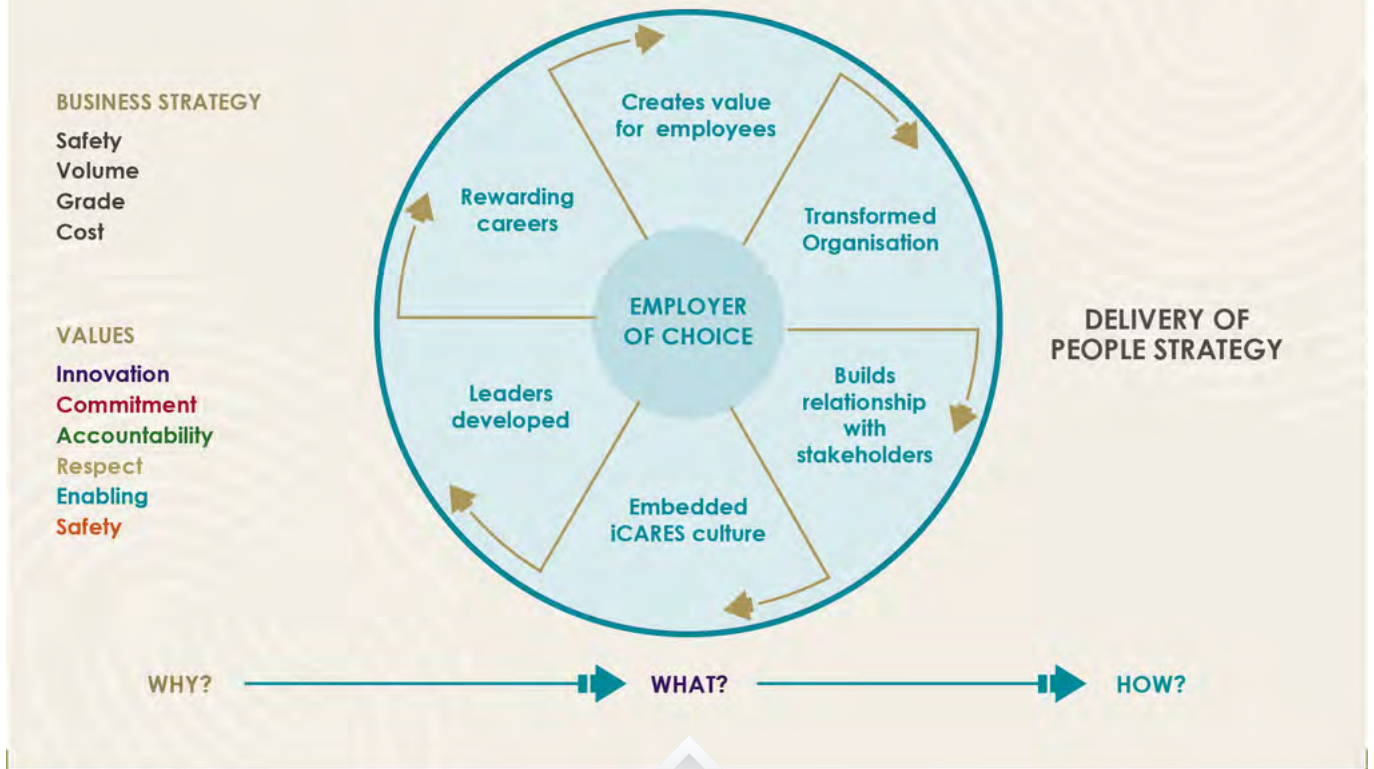 BUSINESS STRATEGY
Safety
Volume
Grade
Cost
VALUES
Innovation
Commitment
Accountability
Respect
Enabling
Safety
Creates value
for employees
Transformed
Organisation
Builds
relationship
with
stakeholders
Embedded
iCARES culture
Leaders
developed
Rewarding
careers
EMPLOYER
OF CHOICE
DELIVERY OF
PEOPLE STRATEGY
WHY?
WHAT?
HOW?